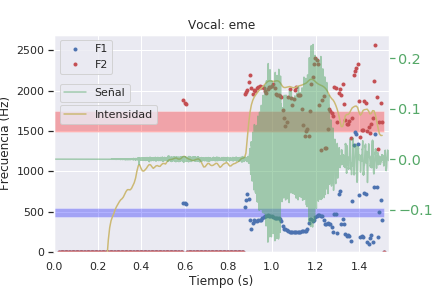 Vocal: eme
F1
F2
Señal
Intensidad
Frecuencia (Hz)
2500
2000
1500
1000
500
0
0.2
0.1
0.0
−0.1
0.0 0.2 0.4 0.6 0.8 1.0 1.2 1.4
Tiempo (s)